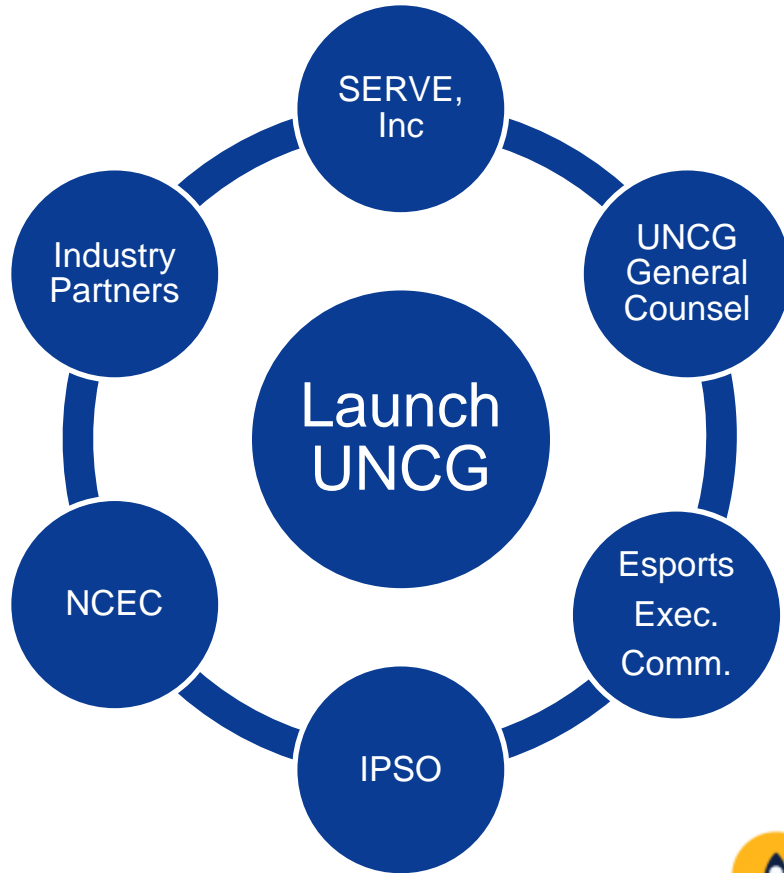 SERVE,
Inc
UNCG
General
Counsel
Esports
Exec.
Comm.
IPSO
NCEC
Industry
Partners
Launch
UNCG